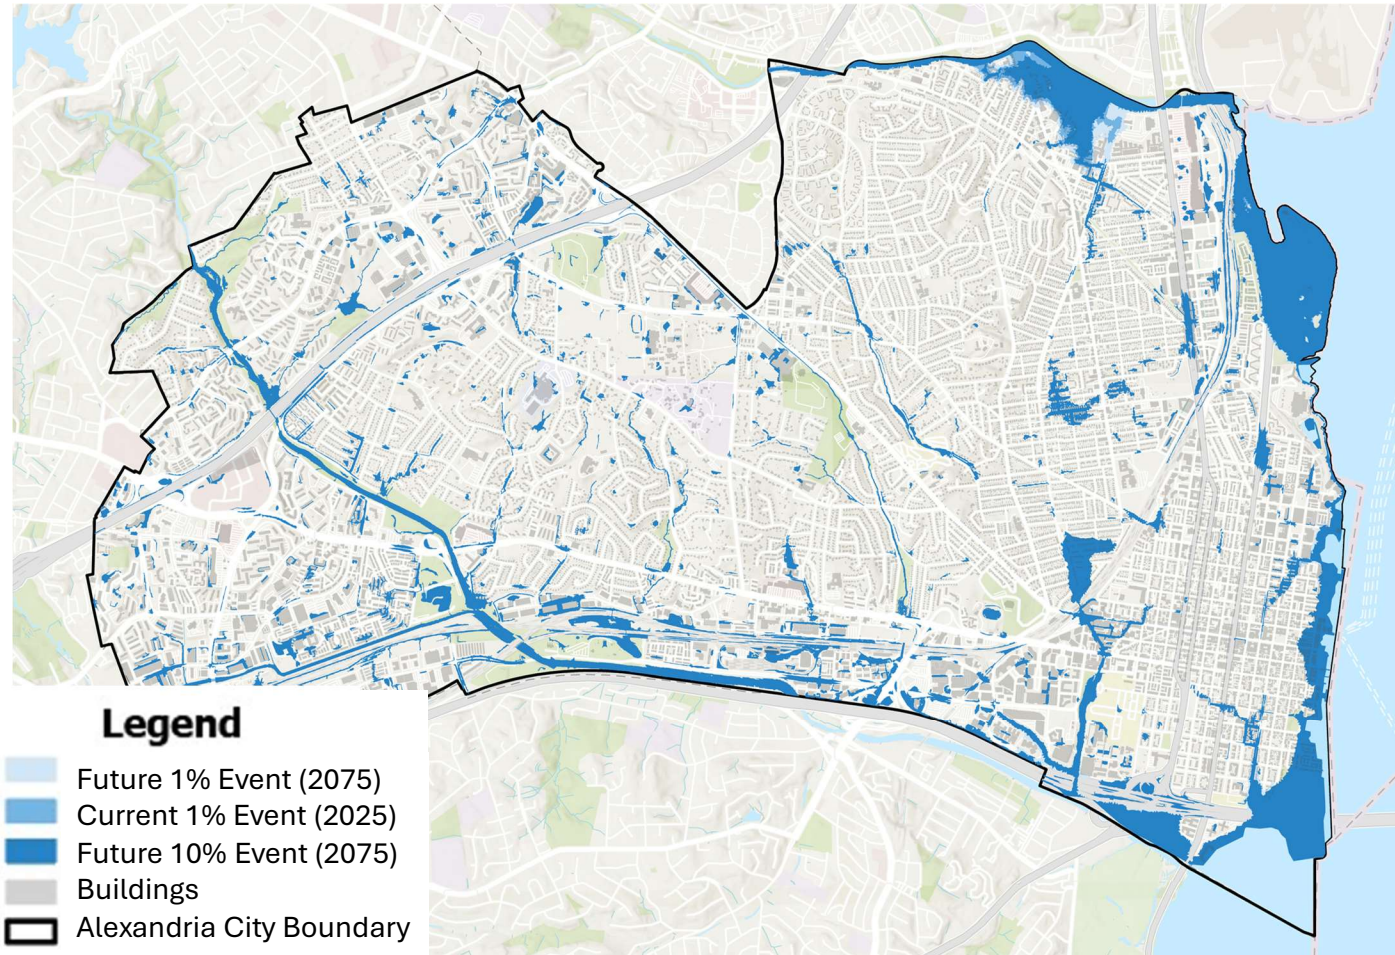 Legend
Future 1% Event (2075)
Current 1% Event (2025)
Future 10% Event (2075)
Buildings
Alexandria City Boundary